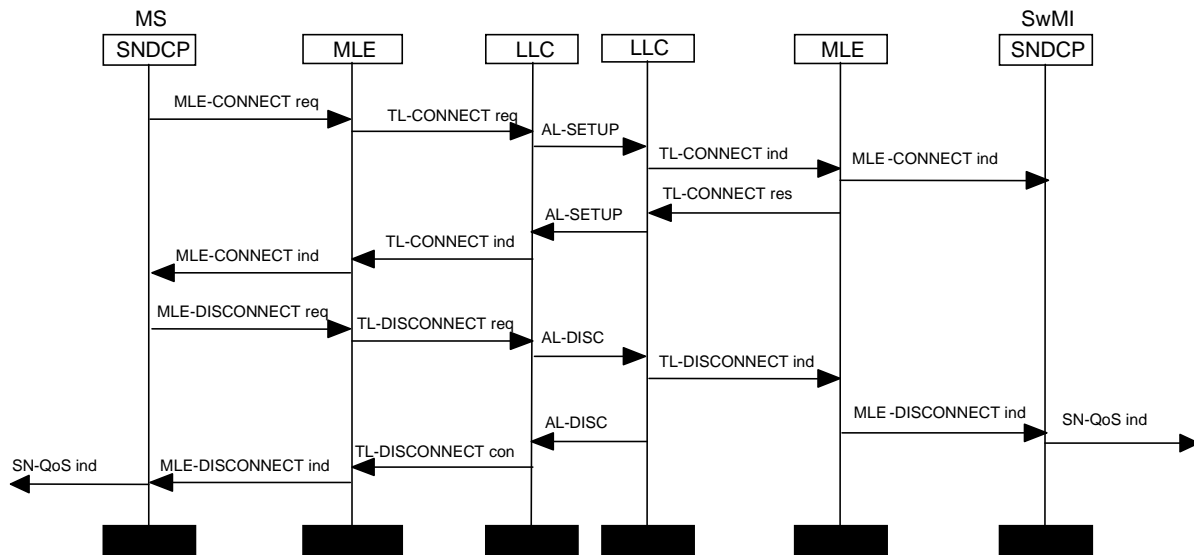 MS
SwMI
SNDCP
MLE
LLC
LLC
MLE
SNDCP
MLE-CONNECT req
TL-CONNECT req
AL-SETUP
TL-CONNECT ind
MLE-CONNECT ind
TL-CONNECT res
AL-SETUP
TL-CONNECT ind
MLE-CONNECT ind
MLE-DISCONNECT req
TL-DISCONNECT req
AL-DISC
TL-DISCONNECT ind
MLE-DISCONNECT ind
SN-QoS ind
AL-DISC
TL-DISCONNECT con
MLE-DISCONNECT ind
SN-QoS ind